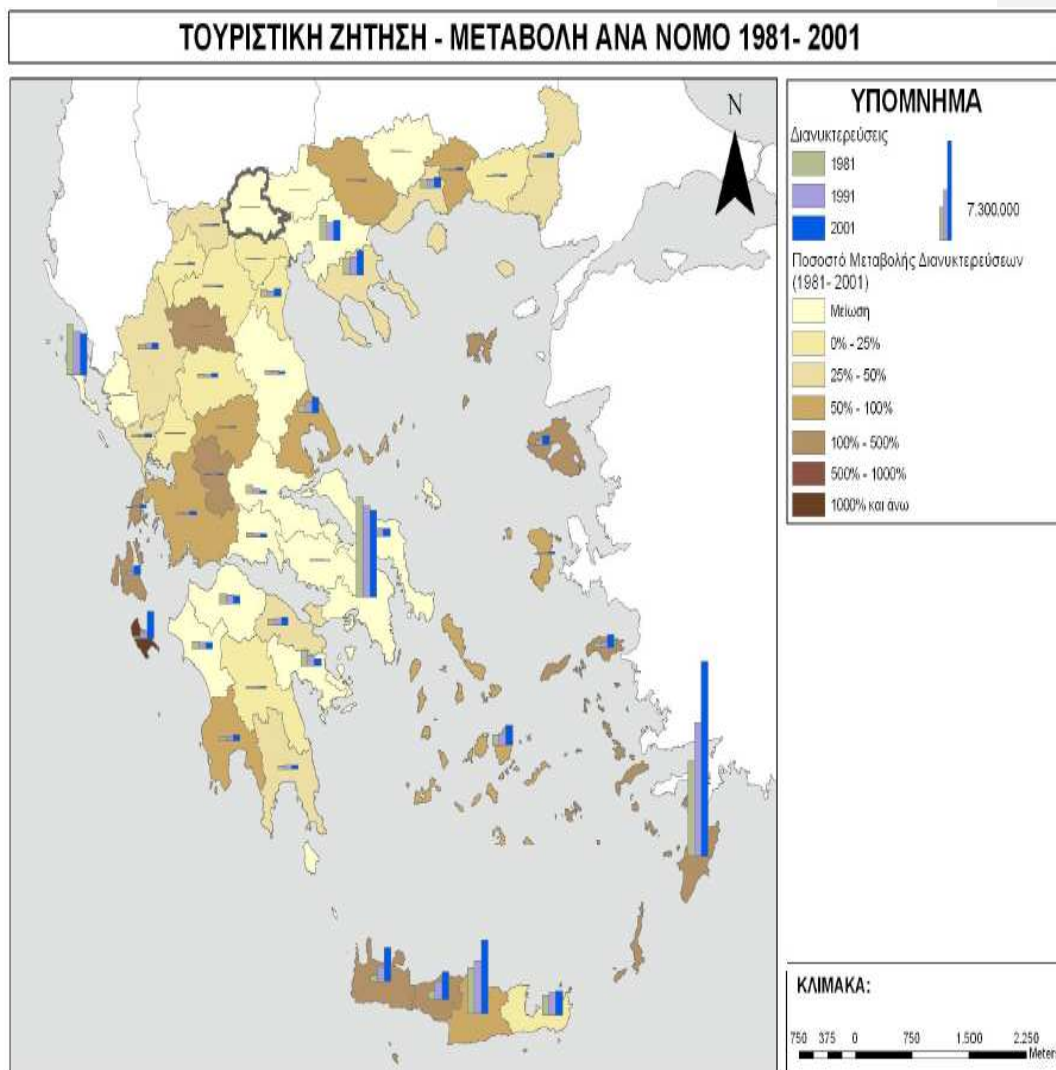 ΤΟΥΡΙΣΤΙΚΗ ΖΗΤΗΣΗ - ΜΕΤΑΒΟΛΗ ΑΝΑ ΝΟΜΟ 1981- 2001
N
ΥΠΟΜΝΗΜΑ
Διανυκτερεύσεις
1981
1991
2001
7.300.000
Ποσοστό Μεταβολής Διανυκτερεύσεων
(1981- 2001)
Μείωση
0% - 25%
25% - 50%
50% - 100%
100% - 500%
500% - 1000%
1000% και άνω
ΚΛΙΜΑΚΑ:
750 375 0 750 1.500 2.250
Meters